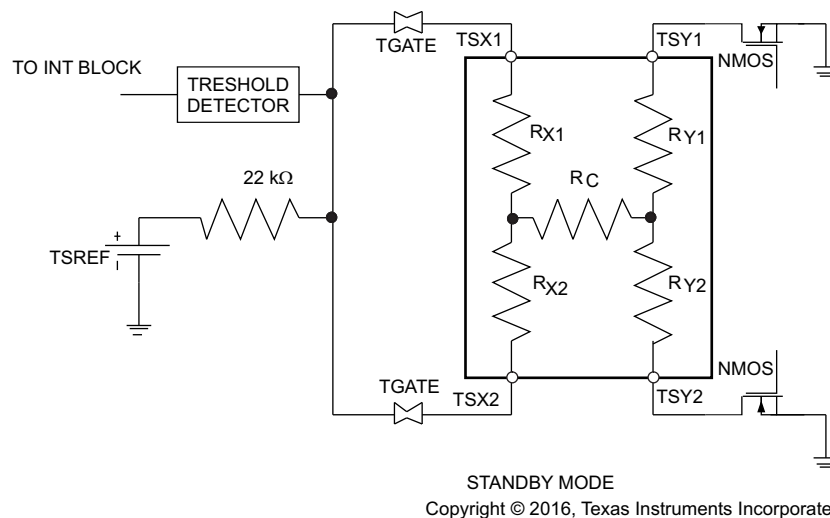 TGATE
TSX1
TSY1
NMOS
TO INT BLOCK
TRESHOLD
DETECTOR
RX1
RY1
22 kΩ
RC
+
TSREF
RX2
RY2
NMOS
TGATE
TSX2
TSY2
STANDBY MODE
Copyright © 2016, Texas Instruments Incorporate